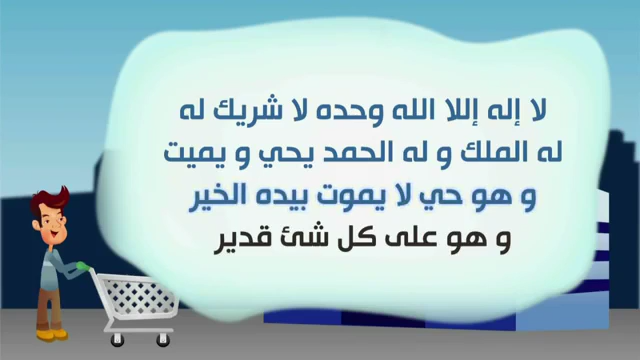 لا إله إللا الله وحده لا شريك له
له الملك و له الحمد يحي و يميت
و هو حي لا يموت بيده الخير
و هو على كل شئ قدير